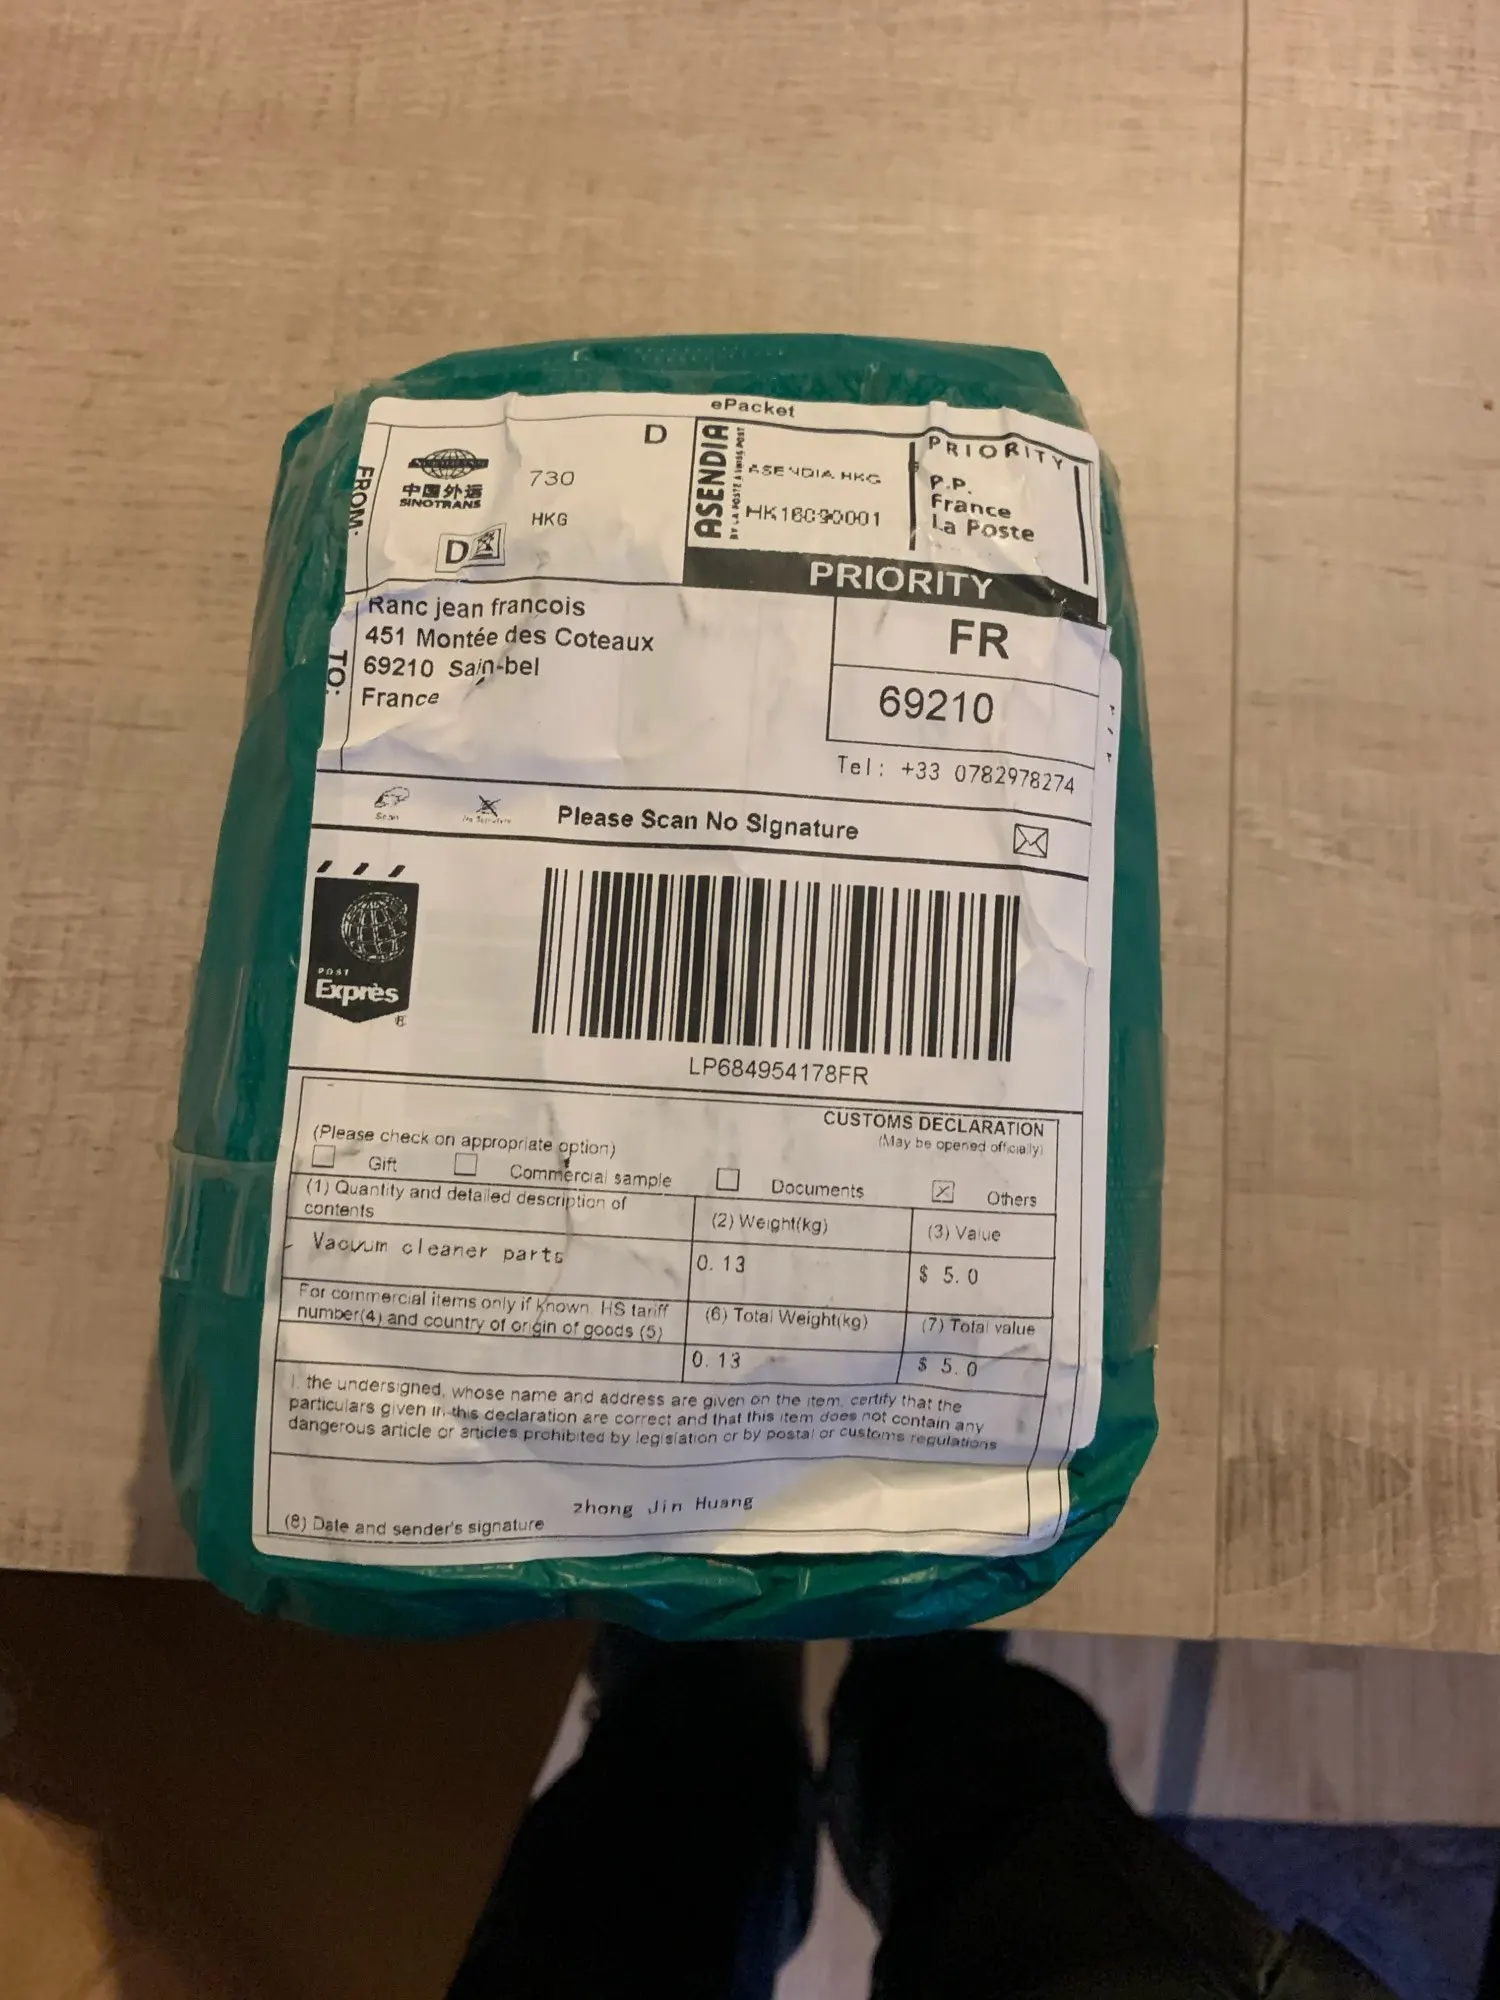 ePacket
FROM:
中国外运
SINOTRANS
730
HKG
D
D
ASENDIA
BY LA POSTE & SWISS POST
ASENDIA HKG
HK16090001
PRIORITY
P.P.
France
La Poste
PRIORITY
TO:
Ranc jean francois
451 Montée des Coteaux
69210 Sain-bel
France
FR
69210
Tel: +33 0782978274
Scan
Please Scan No Signature
POST
Exprès
LP684954178FR
CUSTOMS DECLARATION
(May be opened officially)
(Please check on appropriate option)
Gift
Commercial sample
Documents
Others
(1) Quantity and detailed description of
contents
(2) Weight(kg)
(3) Value
Vacuum cleaner parts
0.13
$ 5.0
For commercial items only if known, HS tariff
number(4) and country of origin of goods (5)
(6) Total Weight(kg)
(7) Total value
0.13
$ 5.0
I, the undersigned, whose name and address are given on the item, certify that the
particulars given in this declaration are correct and that this item does not contain any
dangerous article or articles prohibited by legislation or by postal or customs regulations
zhong Jin Huang
(8) Date and sender's signature